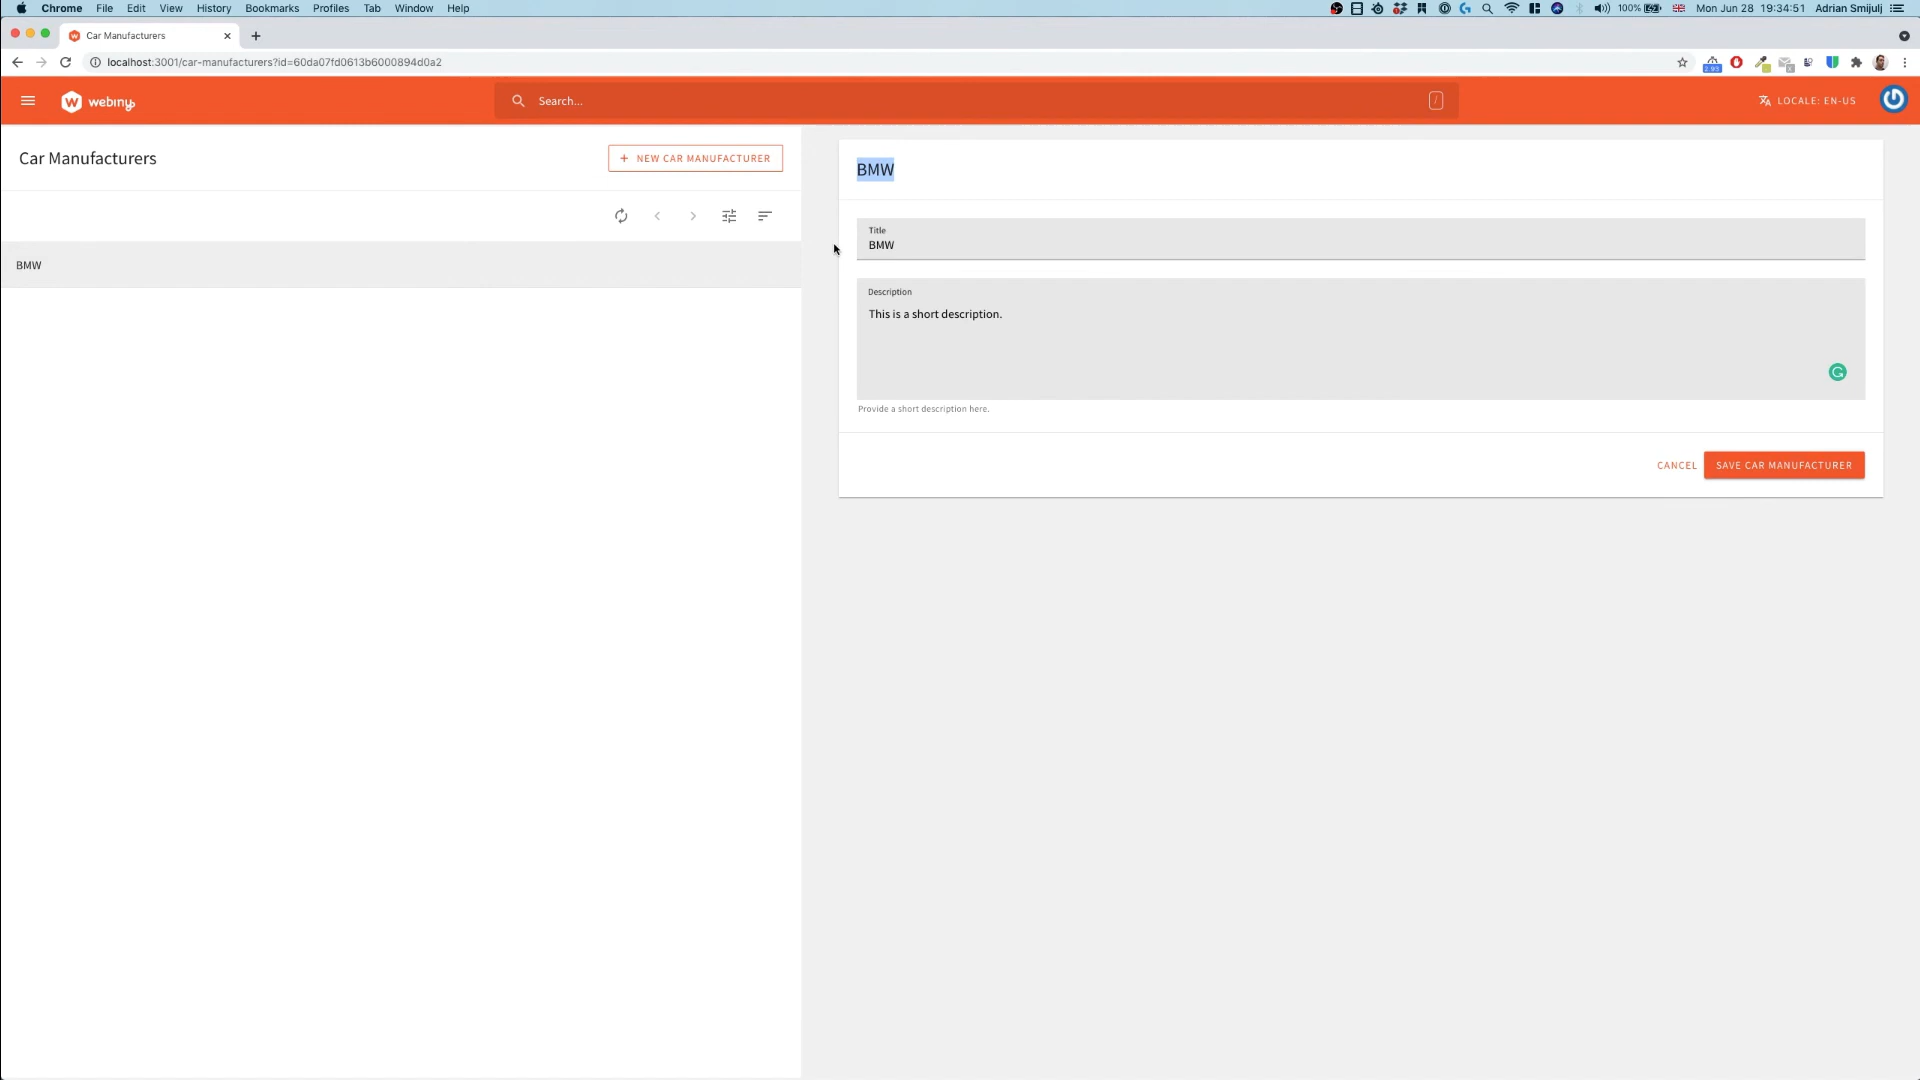 Chrome File Edit View History Bookmarks Profiles Tab Window Help 100% Mon Jun 28 19:34:51 Adrian Smijulj
Car Manufacturers
localhost:3001/car-manufacturers?id=60da07fd0613b6000894d0a2
webiny Search... / LOCALE: EN-US
Car Manufacturers
+ NEW CAR MANUFACTURER
BMW
BMW
Title
BMW
Description
This is a short description.
Provide a short description here.
CANCEL SAVE CAR MANUFACTURER